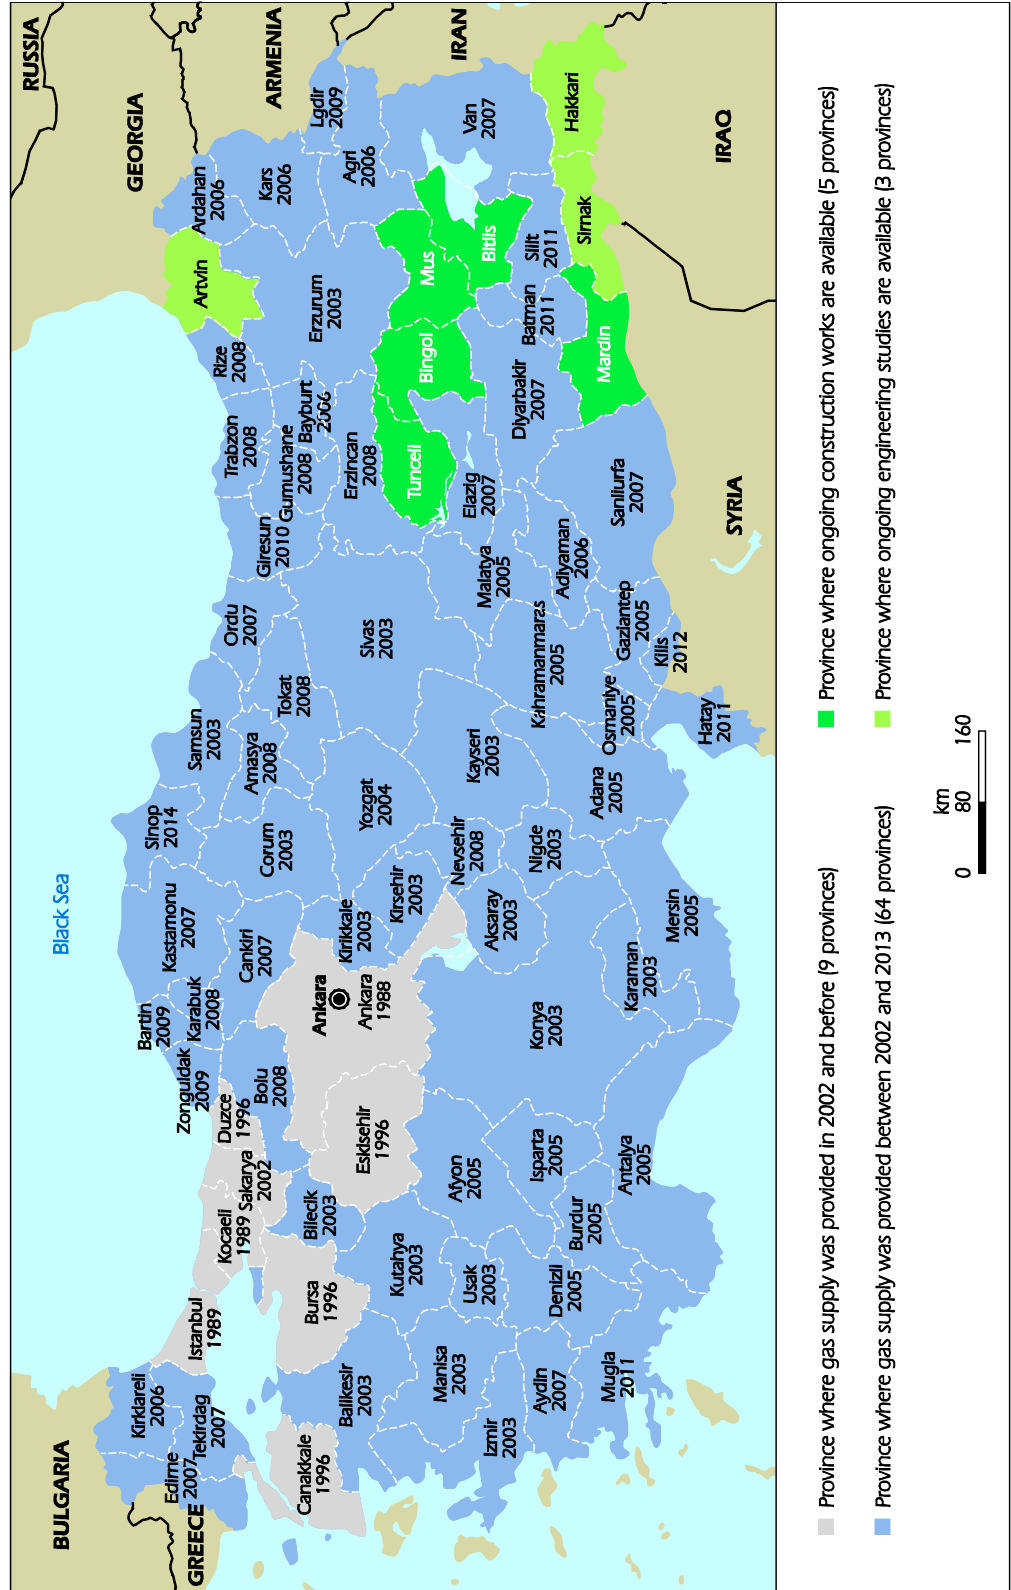 BULGARIA
Black Sea
RUSSIA
GEORGIA
ARMENIA
IRAN
IRAQ
SYRIA
GREECE
Kirklareli
2006
Edirne
2007
Tekirdag
2007
Istanbul
1989
Kocaeli
1989
Sakarya
2002
Duzce
1996
Zonguldak
2009
Bartin
2009
Karabuk
2008
Kastamonu
2007
Sinop
2014
Samsun
2003
Ordu
2007
Giresun
2010
Trabzon
2008
Rize
2008
Artvin
Ardahan
2006
Canakkale
1996
Balikesir
2003
Bursa
1996
Bilecik
2003
Bolu
2008
Cankiri
2007
Corum
2003
Amasya
2008
Tokat
2008
Gumushane
2008
Bayburt
2006
Erzurum
2003
Kars
2006
Lgdir
2009
Agri
2006
Kutahya
2003
Eskisehir
1996
Ankara
Ankara
1988
Kirikkale
2003
Kirsehir
2003
Yozgat
2004
Sivas
2003
Erzincan
2008
Tunceli
Bingol
Mus
Bitlis
Van
2007
Manisa
2003
Izmir
2003
Usak
2003
Afyon
2005
Aksaray
2003
Nevsehir
2008
Kayseri
2003
Malatya
2005
Elazig
2007
Diyarbakir
2007
Batman
2011
Siilt
2011
Sirnak
Hakkari
Aydin
2007
Denizli
2005
Burdur
2005
Isparta
2005
Konya
2003
Nigde
2003
Kahramanmaras
2005
Adiyaman
2006
Mardin
Mugla
2011
Antalya
2005
Karaman
2003
Mersin
2005
Adana
2005
Osmaniye
2005
Gaziantep
2005
Kilis
2012
Sanliurfa
2007
Hatay
2011
Province where gas supply was provided in 2002 and before (9 provinces)
Province where gas supply was provided between 2002 and 2013 (64 provinces)
Province where ongoing construction works are available (5 provinces)
Province where ongoing engineering studies are available (3 provinces)
km
0 80 160